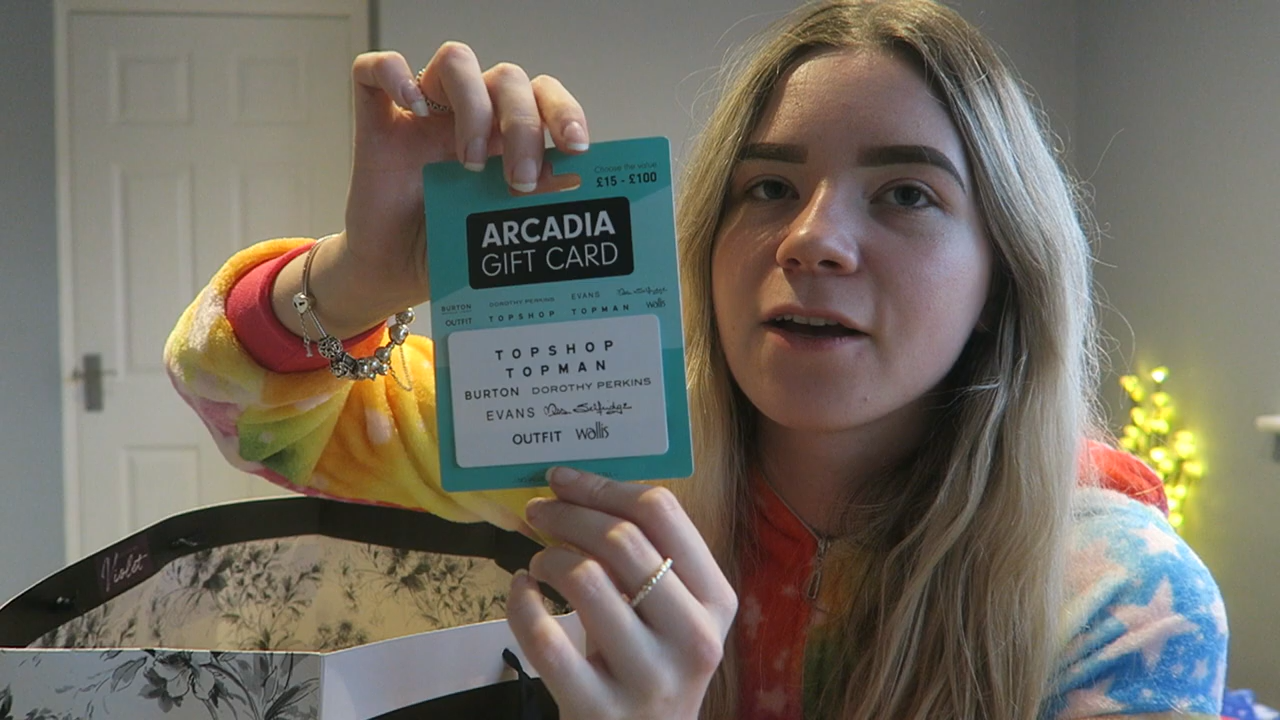 Choose the value
£15 - £100
ARCADIA
GIFT CARD
BURTON DOROTHY PERKINS EVANS Miss Selfridge
OUTFIT TOPSHOP TOPMAN wallis
TOPSHOP
TOPMAN
BURTON DOROTHY PERKINS
EVANS Miss Selfridge
OUTFIT wallis
Violet